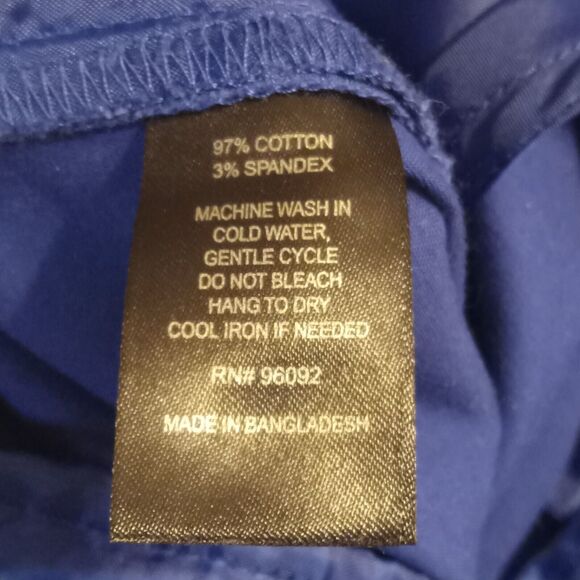 97% COTTON
3% SPANDEX
MACHINE WASH IN
COLD WATER,
GENTLE CYCLE
DO NOT BLEACH
HANG TO DRY
COOL IRON IF NEEDED
RN# 96092
MADE IN BANGLADESH